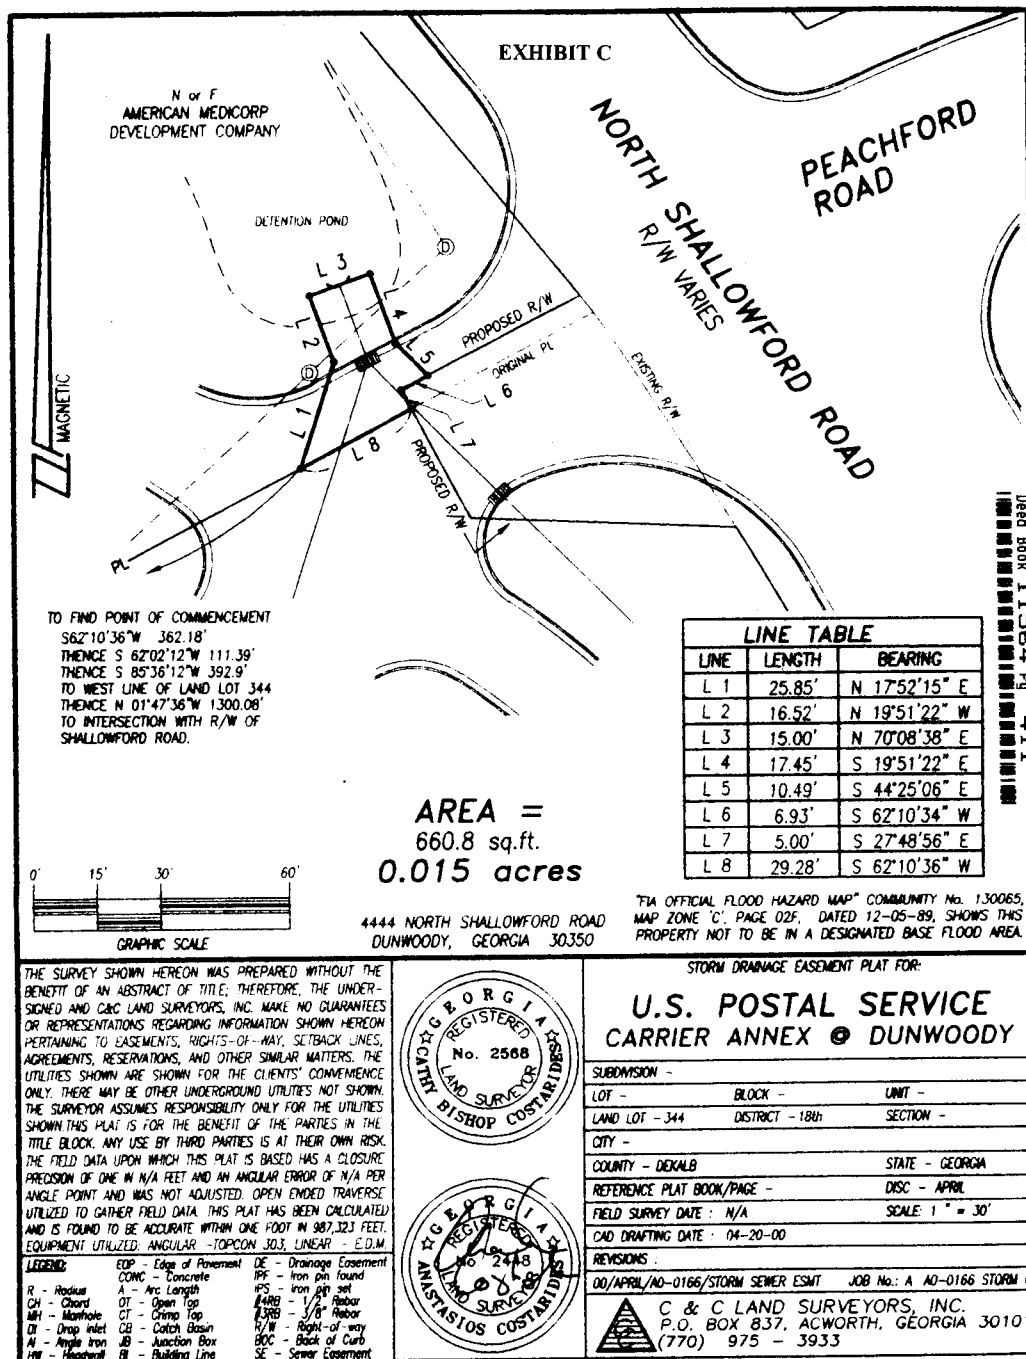 EXHIBIT C
N or F
AMERICAN MEDICORP
DEVELOPMENT COMPANY
DETENTION POND
NORTH SHALLOWFORD ROAD
R/W VARIES
PEACHFORD
ROAD
MAGNETIC
D
D
L 3
L 2
L 4
L 5
L 1
L 6
L 7
L 8
PROPOSED R/W
ORIGINAL PL
EXISTING R/W
PROPOSED R/W
PL
TO FIND POINT OF COMMENCEMENT
S62°10'36"W 362.18'
THENCE S 62°02'12"W 111.39'
THENCE S 85°36'12"W 392.9'
TO WEST LINE OF LAND LOT 344
THENCE N 01°47'36"W 1300.08'
TO INTERSECTION WITH R/W OF
SHALLOWFORD ROAD.
LINE TABLE
LINE LENGTH BEARING
L 1 25.85' N 17°52'15" E
L 2 16.52' N 19°51'22" W
L 3 15.00' N 70°08'38" E
L 4 17.45' S 19°51'22" E
L 5 10.49' S 44°25'06" E
L 6 6.93' S 62°10'34" W
L 7 5.00' S 27°48'56" E
L 8 29.28' S 62°10'36" W
AREA =
660.8 sq.ft.
0.015 acres
0' 15' 30' 60'
GRAPHIC SCALE
4444 NORTH SHALLOWFORD ROAD
DUNWOODY, GEORGIA 30350
"FIA OFFICIAL FLOOD HAZARD MAP" COMMUNITY No. 130065,
MAP ZONE 'C', PAGE 02F, DATED 12-05-89, SHOWS THIS
PROPERTY NOT TO BE IN A DESIGNATED BASE FLOOD AREA.
THE SURVEY SHOWN HEREON WAS PREPARED WITHOUT THE
BENEFIT OF AN ABSTRACT OF TITLE; THEREFORE, THE UNDER-
SIGNED AND C&C LAND SURVEYORS, INC. MAKE NO GUARANTEES
OR REPRESENTATIONS REGARDING INFORMATION SHOWN HEREON
PERTAINING TO EASEMENTS, RIGHTS-OF-WAY, SETBACK LINES,
AGREEMENTS, RESERVATIONS, AND OTHER SIMILAR MATTERS. THE
UTILITIES SHOWN ARE SHOWN FOR THE CLIENTS' CONVENIENCE
ONLY. THERE MAY BE OTHER UNDERGROUND UTILITIES NOT SHOWN.
THE SURVEYOR ASSUMES RESPONSIBILITY ONLY FOR THE UTILITIES
SHOWN.THIS PLAT IS FOR THE BENEFIT OF THE PARTIES IN THE
TITLE BLOCK. ANY USE BY THIRD PARTIES IS AT THEIR OWN RISK.
THE FIELD DATA UPON WHICH THIS PLAT IS BASED HAS A CLOSURE
PRECISION OF ONE IN N/A FEET AND AN ANGULAR ERROR OF N/A PER
ANGLE POINT AND WAS NOT ADJUSTED. OPEN ENDED TRAVERSE
UTILIZED TO GATHER FIELD DATA. THIS PLAT HAS BEEN CALCULATED
AND IS FOUND TO BE ACCURATE WITHIN ONE FOOT IN 987,323 FEET.
EQUIPMENT UTILIZED: ANGULAR -TOPCON 303, LINEAR - E.D.M.
LEGEND: EOP - Edge of Pavement DE - Drainage Easement
CONC - Concrete IPF - Iron pin found
R - Radius A - Arc Length IPS - Iron pin set
CH - Chord OT - Open Top #4RB - 1/2" Rebar
MH - Manhole CT - Crimp Top #3RB - 3/8" Rebar
DI - Drop Inlet CB - Catch Basin R/W - Right-of-way
AI - Angle Iron JB - Junction Box BOC - Back of Curb
HW - Headwall BL - Building Line SE - Sewer Easement
GEORGIA
REGISTERED
No. 2568
LAND SURVEYOR
CATHY BISHOP COSTARIDES
GEORGIA
REGISTERED
No. 2448
LAND SURVEYOR
ANASTASIOS COSTARIDES
STORM DRAINAGE EASEMENT PLAT FOR:
U.S. POSTAL SERVICE
CARRIER ANNEX @ DUNWOODY
SUBDIVISION -
LOT - BLOCK - UNIT -
LAND LOT - 344 DISTRICT - 18th SECTION -
CITY -
COUNTY - DEKALB STATE - GEORGIA
REFERENCE PLAT BOOK/PAGE - DISC - APRIL
FIELD SURVEY DATE : N/A SCALE: 1 " = 30'
CAD DRAFTING DATE : 04-20-00
REVISIONS :
00/APRIL/AO-0166/STORM SEWER ESMT JOB No.: A AO-0166 STORM
C & C LAND SURVEYORS, INC.
P.O. BOX 837, ACWORTH, GEORGIA 30101
(770) 975 - 3933